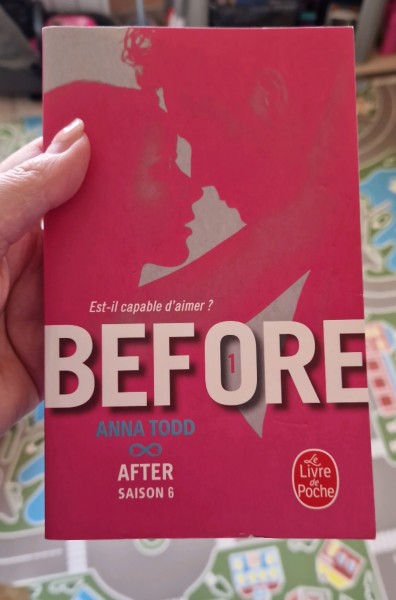 Est-il capable d'aimer ?
BEFORE
1
ANNA TODD
AFTER
SAISON 6
Le
Livre
de
Poche